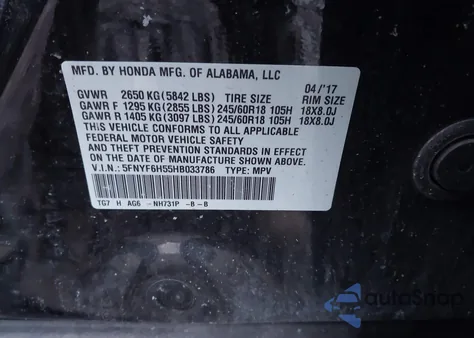 MFD. BY HONDA MFG. OF ALABAMA, LLC
04/'17
GVWR 2650 KG (5842 LBS) TIRE SIZE RIM SIZE
GAWR F 1295 KG (2855 LBS) 245/60R18 105H 18X8.0J
GAWR R 1405 KG (3097 LBS) 245/60R18 105H 18X8.0J
THIS VEHICLE CONFORMS TO ALL APPLICABLE
FEDERAL MOTOR VEHICLE SAFETY
AND THEFT PREVENTION STANDARDS IN EFFECT
ON THE DATE OF MANUFACTURE SHOWN ABOVE.
V.I.N.: 5FNYF6H55HB033786 TYPE: MPV
TG7 H AG6 -NH731P -B -B
autoSnap